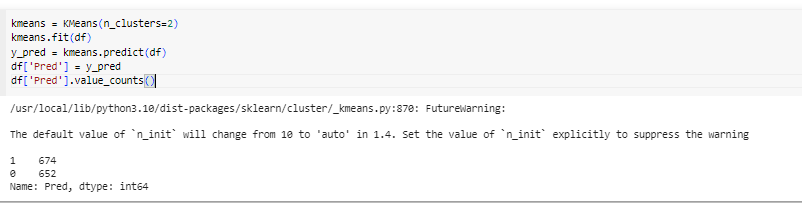 kmeans = KMeans(n_clusters=2)
kmeans.fit(df)
y_pred = kmeans.predict(df)
df['Pred'] = y_pred
df['Pred'].value_counts()
/usr/local/lib/python3.10/dist-packages/sklearn/cluster/_kmeans.py:870: FutureWarning:
The default value of `n_init` will change from 10 to 'auto' in 1.4. Set the value of `n_init` explicitly to suppress the warning
1    674
0    652
Name: Pred, dtype: int64